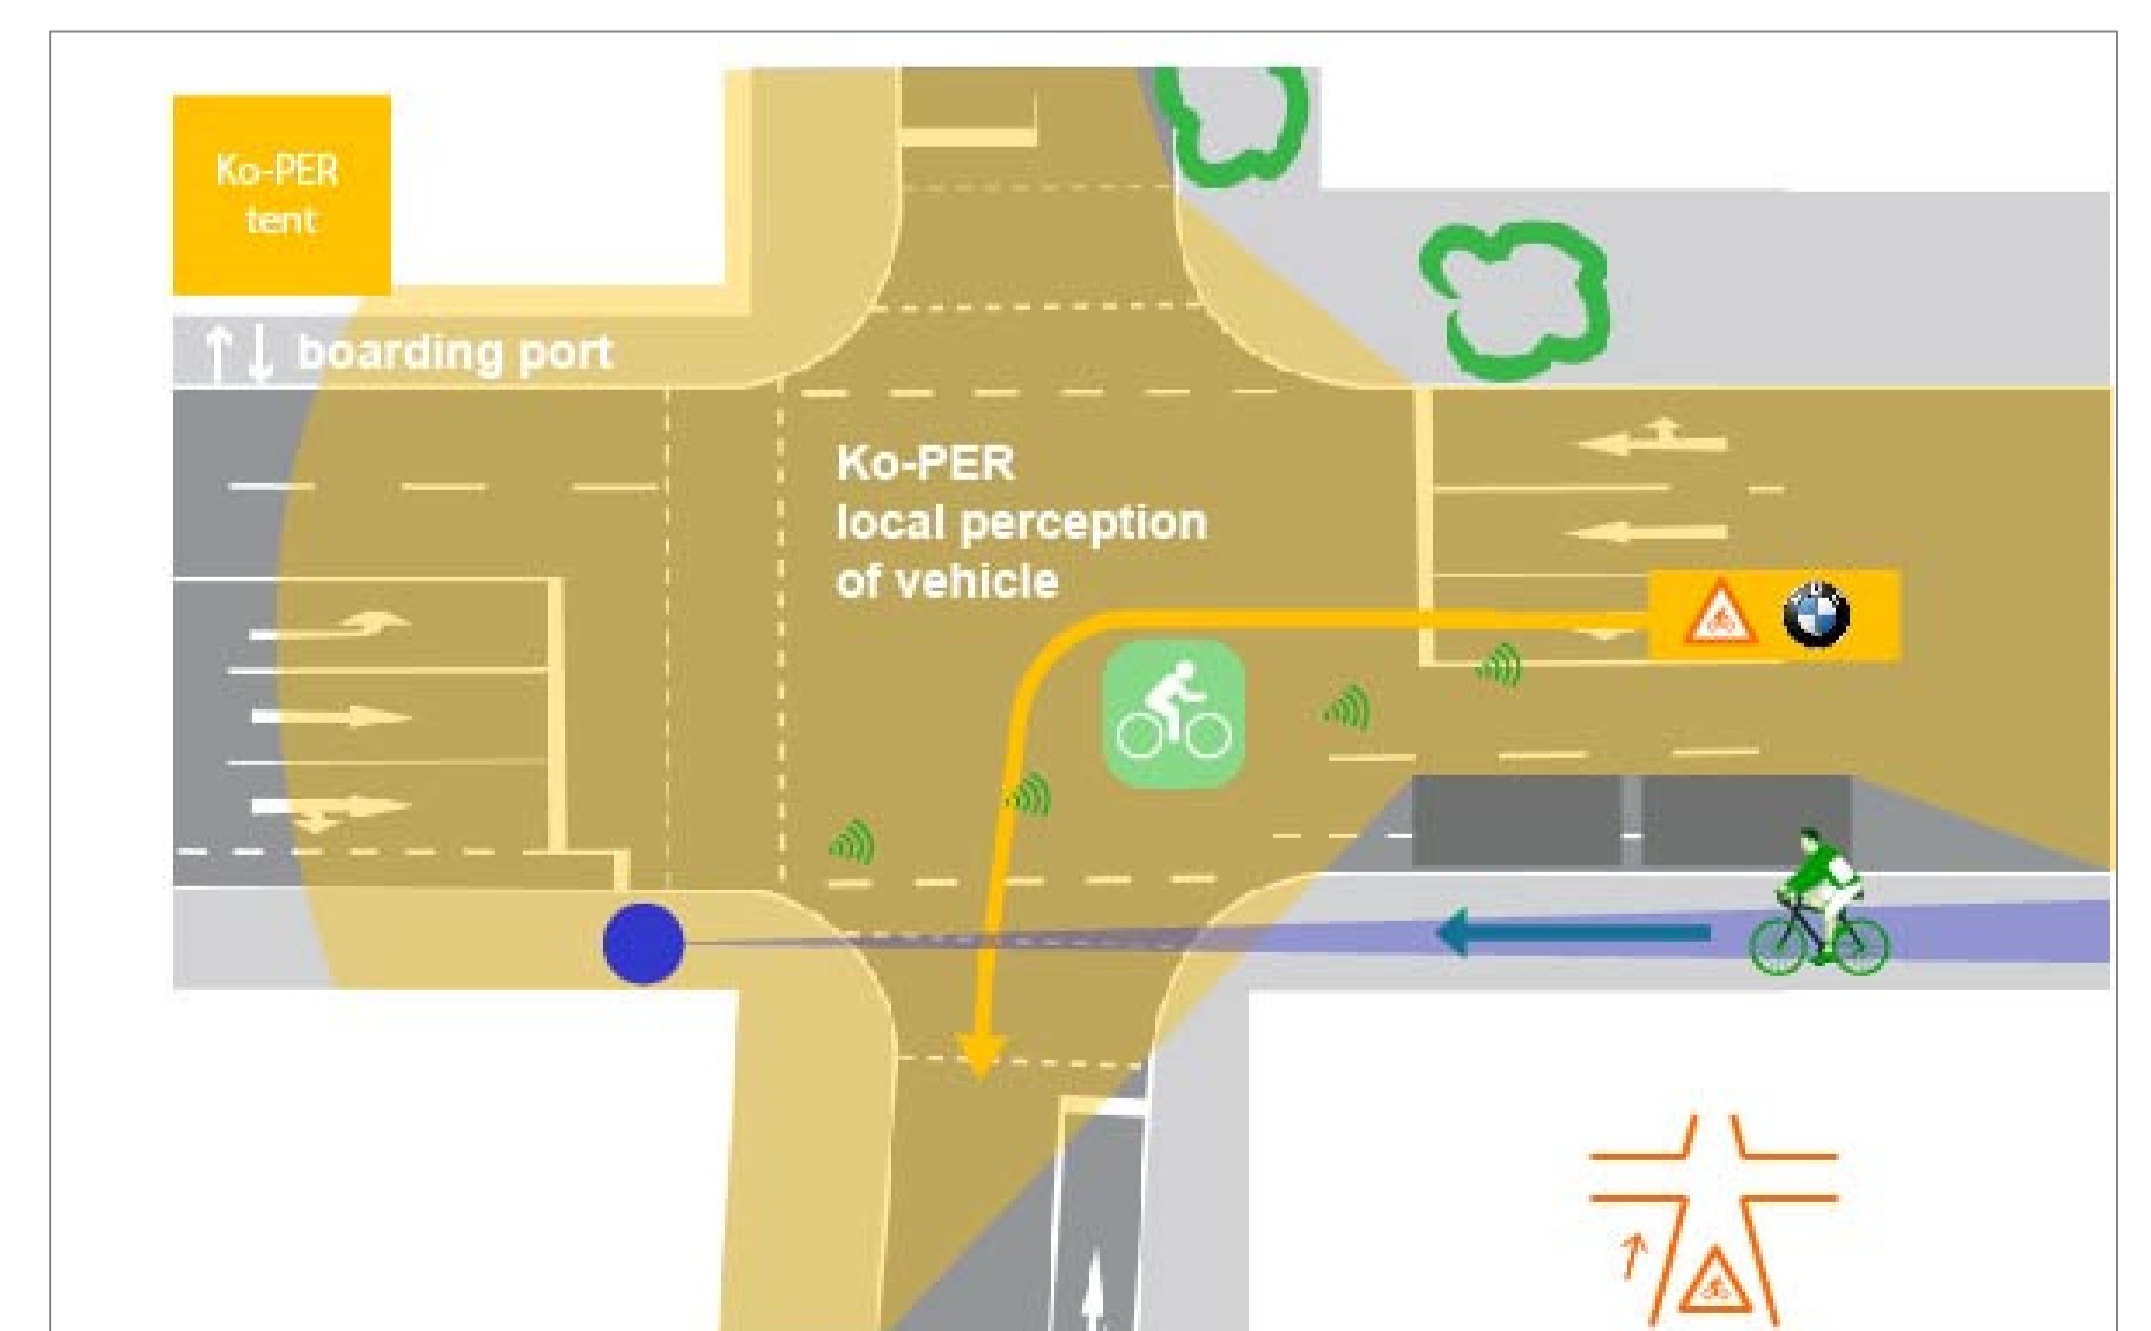 Ko-PER
tent
boarding port
Ko-PER
local perception
of vehicle